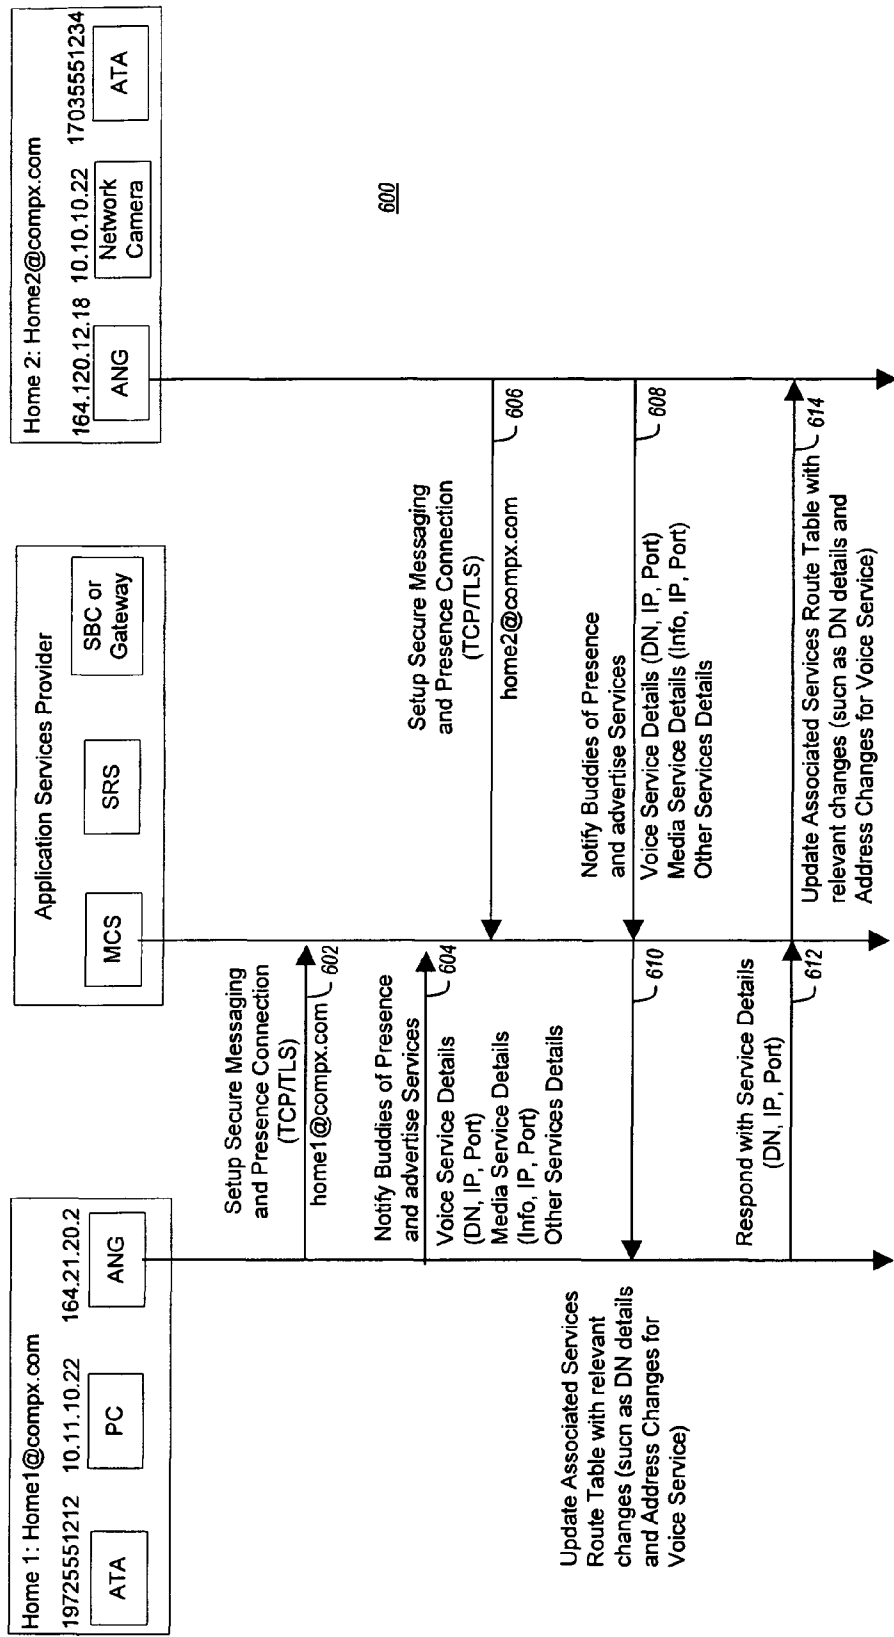 Home 1: Home1@compx.com
19725551212 10.11.10.22 164.21.20.2
ATA
PC
ANG
Application Services Provider
MCS
SRS
SBC or
Gateway
Home 2: Home2@compx.com
164.120.12.18 10.10.10.22 17035551234
ANG
Network
Camera
ATA
600
Setup Secure Messaging
and Presence Connection
(TCP/TLS)
home1@compx.com
602
Notify Buddies of Presence
and advertise Services
604
Voice Service Details
(DN, IP, Port)
Media Service Details
(Info, IP, Port)
Other Services Details
Setup Secure Messaging
and Presence Connection
(TCP/TLS)
606
home2@compx.com
Notify Buddies of Presence
and advertise Services
608
Voice Service Details (DN, IP, Port)
Media Service Details (Info, IP, Port)
Other Services Details
610
Update Associated Services
Route Table with relevant
changes (sucn as DN details
and Address Changes for
Voice Service)
Respond with Service Details
(DN, IP, Port)
612
Update Associated Services Route Table with
relevant changes (sucn as DN details and
Address Changes for Voice Service)
614